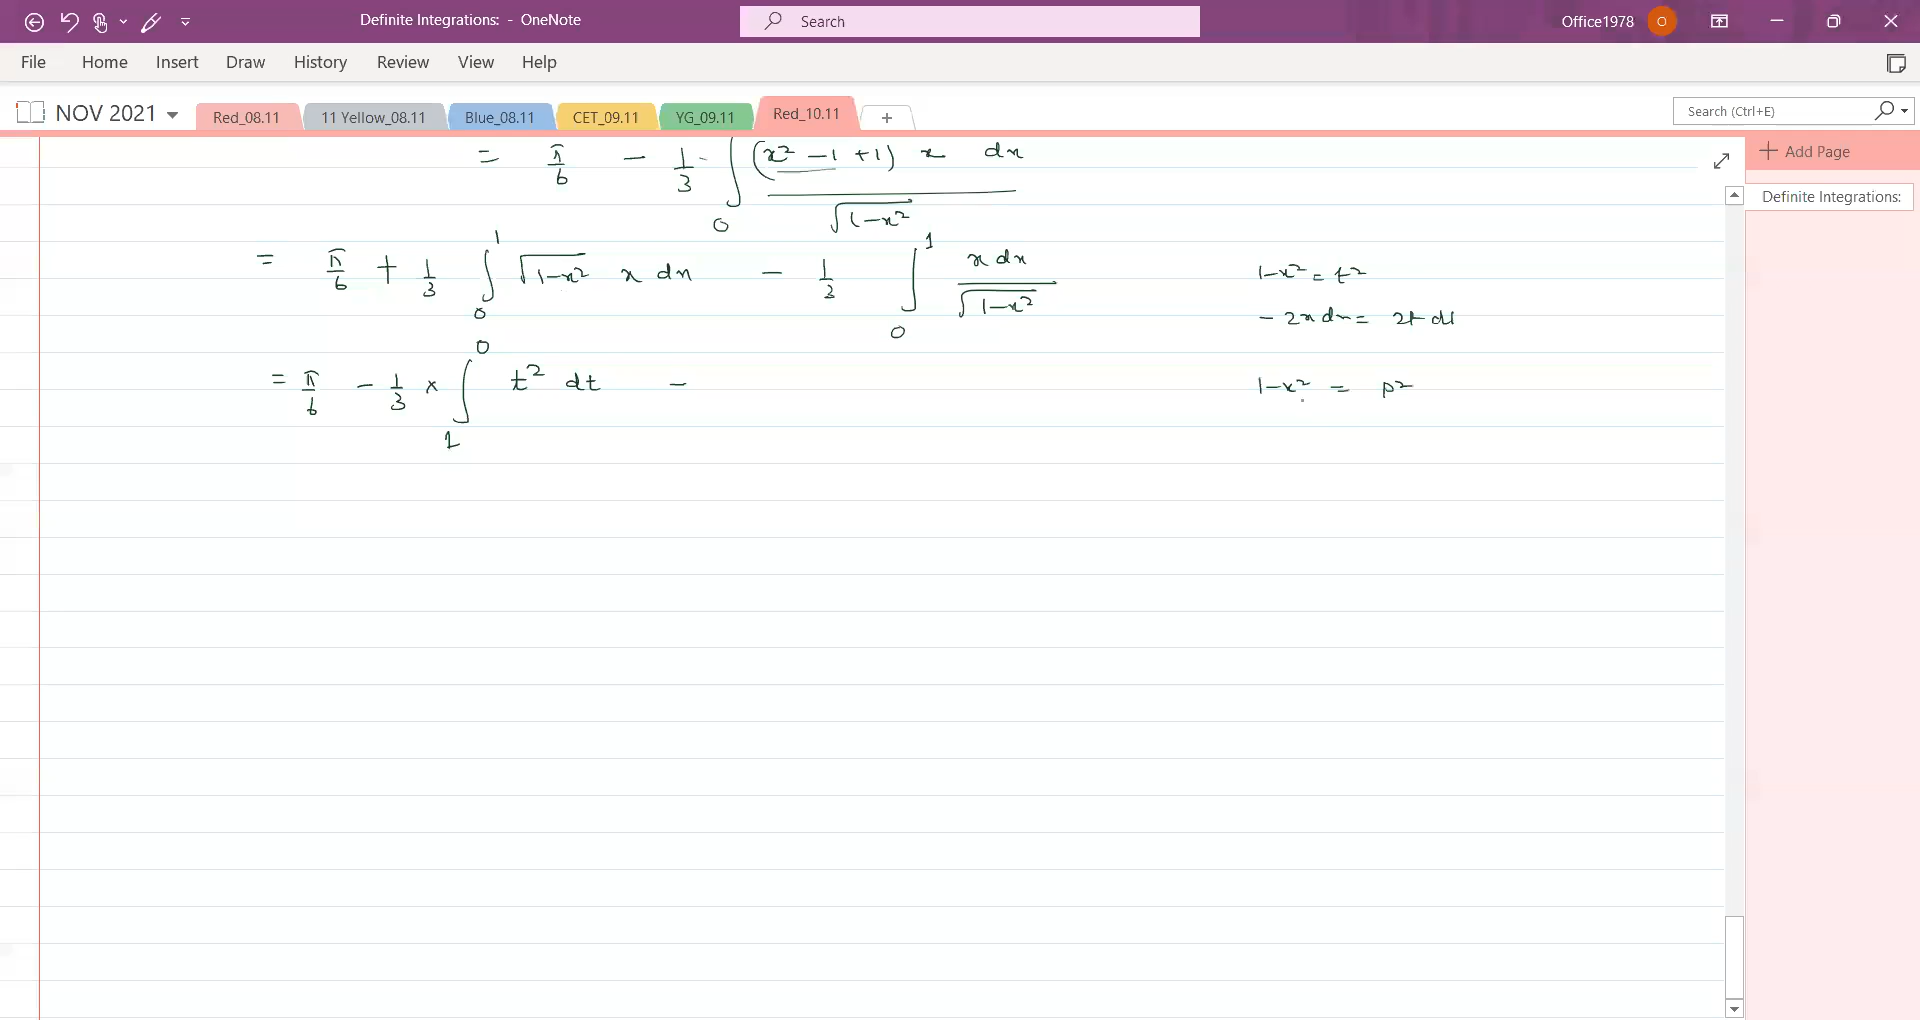 Definite Integrations: - OneNote
Search
Office1978
O
File Home Insert Draw History Review View Help
NOV 2021
Red_08.11
11 Yellow_08.11
Blue_08.11
CET_09.11
YG_09.11
Red_10.11
+
Search (Ctrl+E)
+ Add Page
Definite Integrations:
= π/6 - 1/3 ∫₀ (x² - 1 + 1) x dx / √(1-x²)
= π/6 + 1/3 ∫₀¹ √(1-x²) x dx - 1/3 ∫₀¹ x dx / √(1-x²)
1-x² = t²
- 2x dx = 2t dt
= π/6 - 1/3 × ∫₁⁰ t² dt -
1-x² = p²